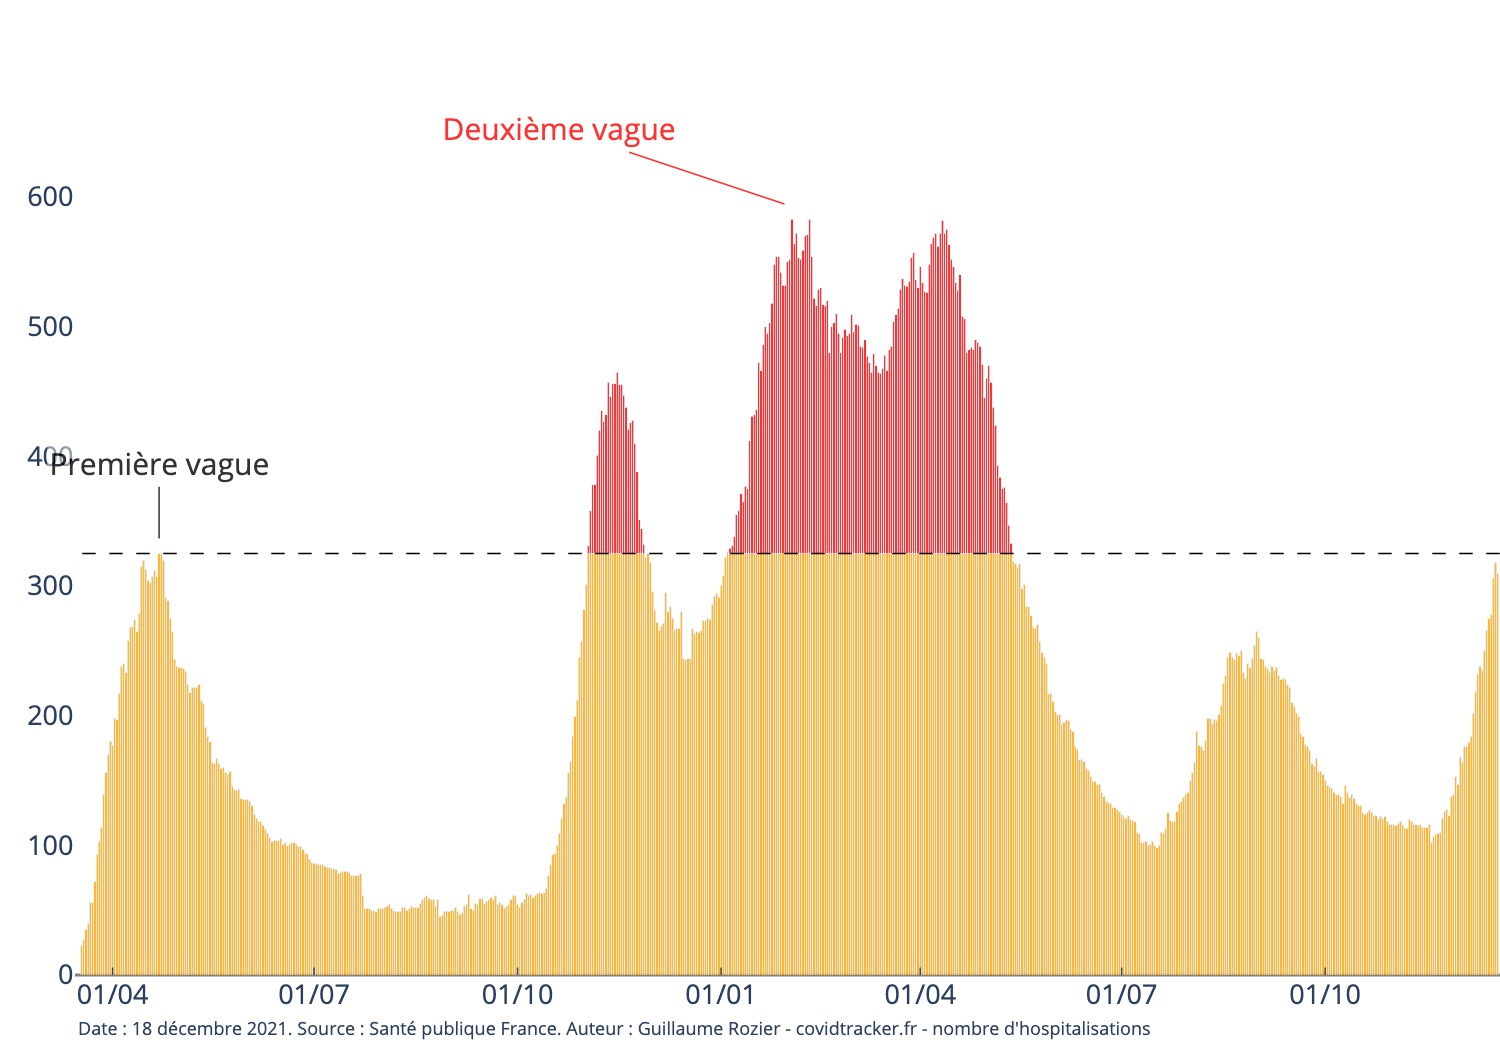 Deuxième vague
600
500
400
Première vague
300
200
100
0
01/04 01/07 01/10 01/01 01/04 01/07 01/10
Date : 18 décembre 2021. Source : Santé publique France. Auteur : Guillaume Rozier - covidtracker.fr - nombre d'hospitalisations